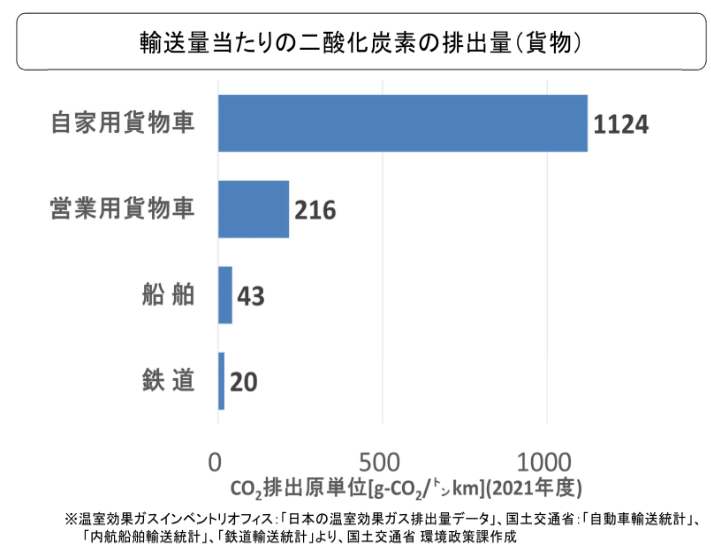 輸送量当たりの二酸化炭素の排出量(貨物)
自家用貨物車 1124
営業用貨物車 216
船舶 43
鉄道 20
0 500 1000
CO₂排出原単位[g-CO₂/㌧km](2021年度)
※温室効果ガスインベントリオフィス:「日本の温室効果ガス排出量データ」、国土交通省:「自動車輸送統計」、
「内航船舶輸送統計」、「鉄道輸送統計」より、国土交通省 環境政策課作成